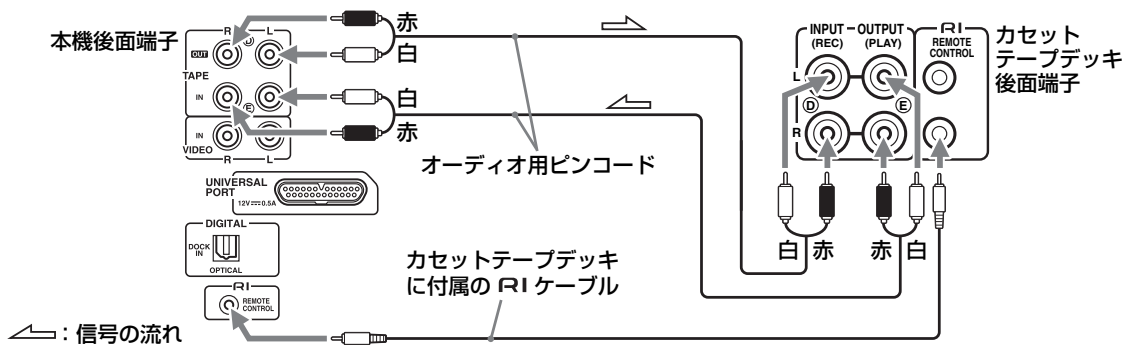 本機後面端子
R
L
OUT
D
TAPE
IN
E
IN
VIDEO
R
L
赤
白
白
赤
オーディオ用ピンコード
UNIVERSAL
PORT
12V⎓0.5A
DIGITAL
DOCK
IN
OPTICAL
RI
REMOTE
CONTROL
カセットテープデッキ
に付属の RI ケーブル
：信号の流れ
INPUT
(REC)
OUTPUT
(PLAY)
RI
REMOTE
CONTROL
L
D
E
R
カセット
テープデッキ
後面端子
白
赤
赤
白